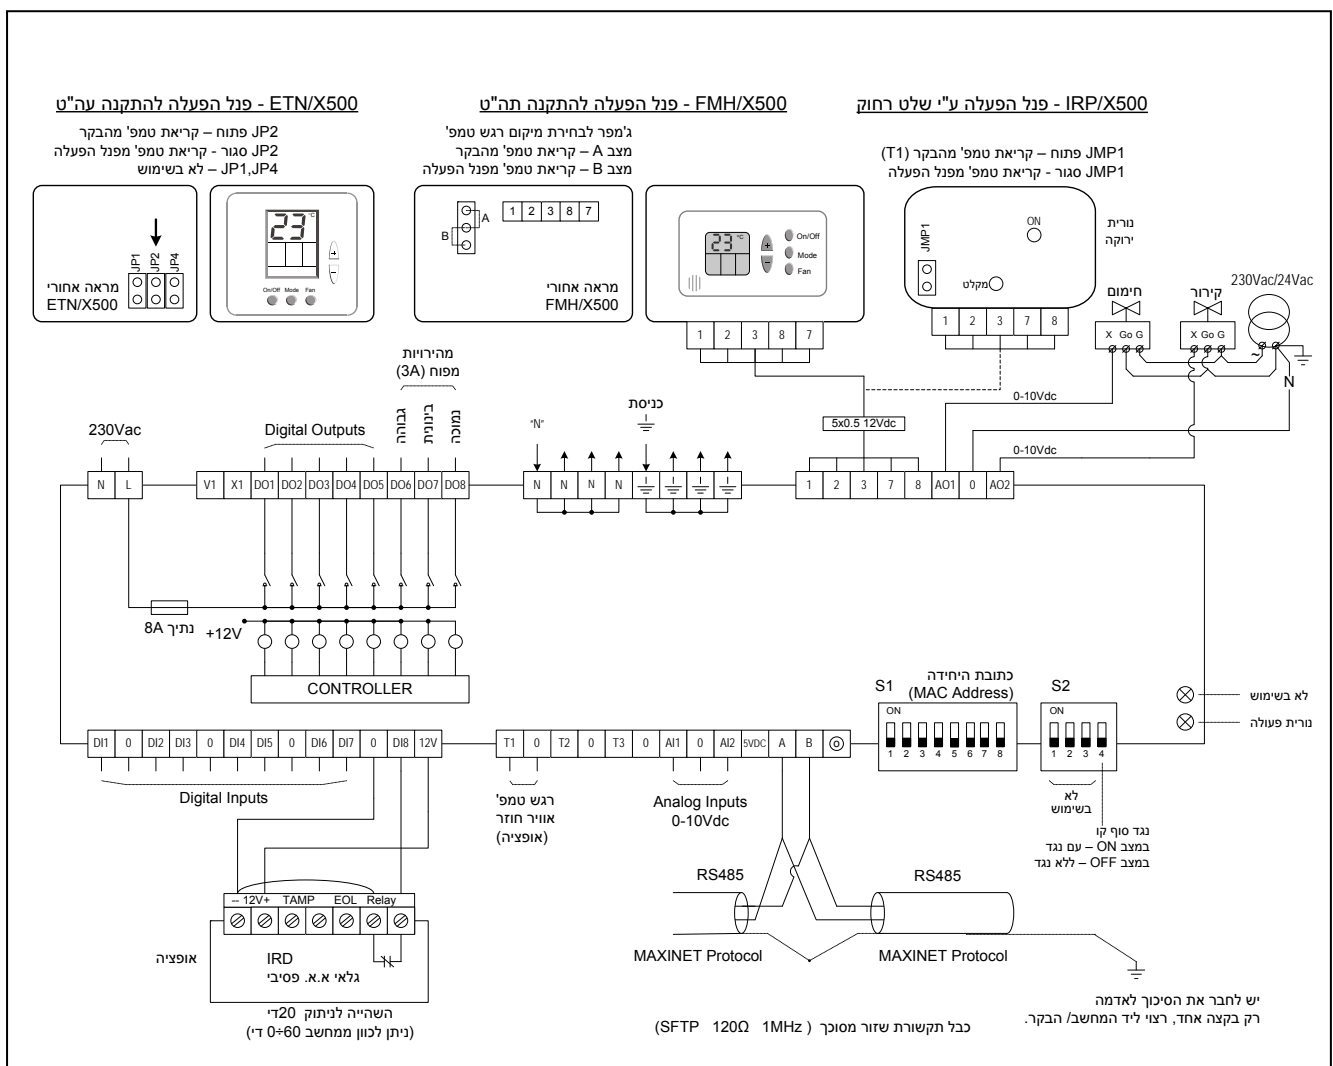 ETN/X500 - פנל הפעלה להתקנה עה"ט
JP2 פתוח – קריאת טמפ' מהבקר
JP2 סגור - קריאת טמפ' מפנל הפעלה
JP1,JP4 – לא בשימוש
FMH/X500 - פנל הפעלה להתקנה תה"ט
ג'מפר לבחירת מיקום רגש טמפ'
מצב A – קריאת טמפ' מהבקר
מצב B – קריאת טמפ' מפנל הפעלה
IRP/X500 - פנל הפעלה ע"י שלט רחוק
JMP1 פתוח – קריאת טמפ' מהבקר (T1)
JMP1 סגור - קריאת טמפ' מפנל הפעלה
JP1
JP2
JP4
מראה אחורי
ETN/X500
23 °C
+
–
On/Off Mode Fan
A
B
1 2 3 8 7
מראה אחורי
FMH/X500
23 °C
+
–
On/Off
Mode
Fan
1 2 3 8 7
JMP1
ON
מקלט
1 2 3 7 8
נורית
ירוקה
חימום
X Go G
קירור
X Go G
230Vac/24Vac
~
N
0-10Vdc
0-10Vdc
5x0.5 12Vdc
230Vac
Digital Outputs
מהירויות
מפוח (3A)
גבוהה
בינונית
נמוכה
"N"
כניסת
N L
V1 X1 DO1 DO2 DO3 DO4 DO5 DO6 DO7 DO8
N N N N
1 2 3 7 8 AO1 0 AO2
נתיך 8A
+12V
CONTROLLER
S1
כתובת היחידה
(MAC Address)
ON
1 2 3 4 5 6 7 8
S2
ON
1 2 3 4
לא בשימוש
נורית פעולה
DI1 0 DI2 DI3 0 DI4 DI5 0 DI6 DI7 0 DI8 12V
T1 0 T2 0 T3 0 AI1 0 AI2 5VDC A B
Digital Inputs
רגש טמפ'
אוויר חוזר
(אופציה)
Analog Inputs
0-10Vdc
לא
בשימוש
נגד סוף קו
במצב ON – עם נגד
במצב OFF – ללא נגד
-- 12V+ TAMP EOL Relay
אופציה
IRD
גלאי א.א. פסיבי
השהייה לניתוק 20די
(ניתן לכוון ממחשב 60÷0 די)
RS485
RS485
MAXINET Protocol
MAXINET Protocol
כבל תקשורת שזור מסוכך (SFTP 120Ω 1MHz )
יש לחבר את הסיכוך לאדמה
רק בקצה אחד, רצוי ליד המחשב/ הבקר.